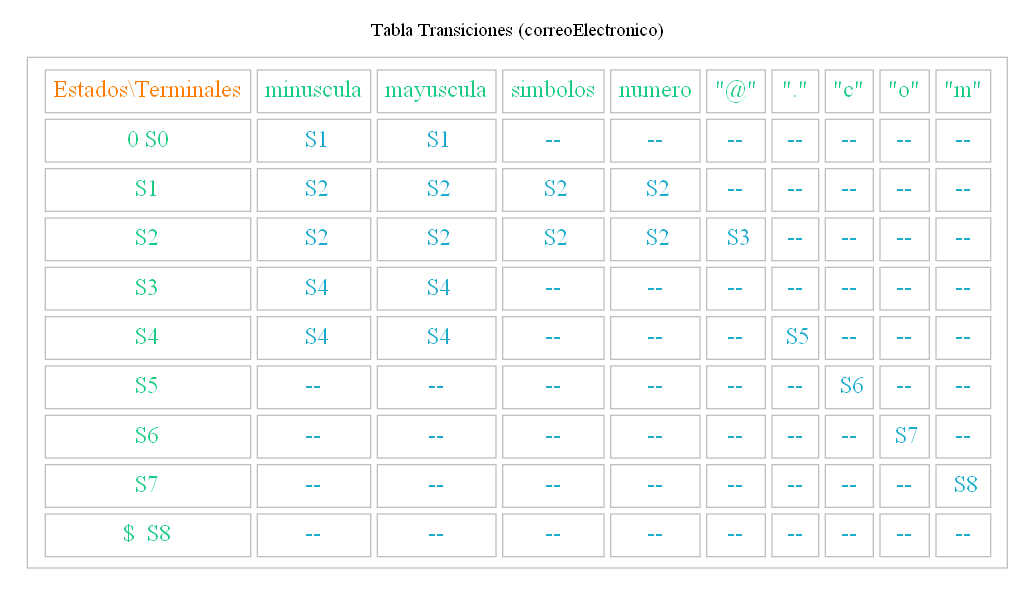 Tabla Transiciones (correoElectronico)
Estados\Terminales minuscula mayuscula simbolos numero "@" "." "c" "o" "m"
0 S0 S1 S1 -- -- -- -- -- -- --
S1 S2 S2 S2 S2 -- -- -- -- --
S2 S2 S2 S2 S2 S3 -- -- -- --
S3 S4 S4 -- -- -- -- -- -- --
S4 S4 S4 -- -- -- S5 -- -- --
S5 -- -- -- -- -- -- S6 -- --
S6 -- -- -- -- -- -- -- S7 --
S7 -- -- -- -- -- -- -- -- S8
$ S8 -- -- -- -- -- -- -- -- --